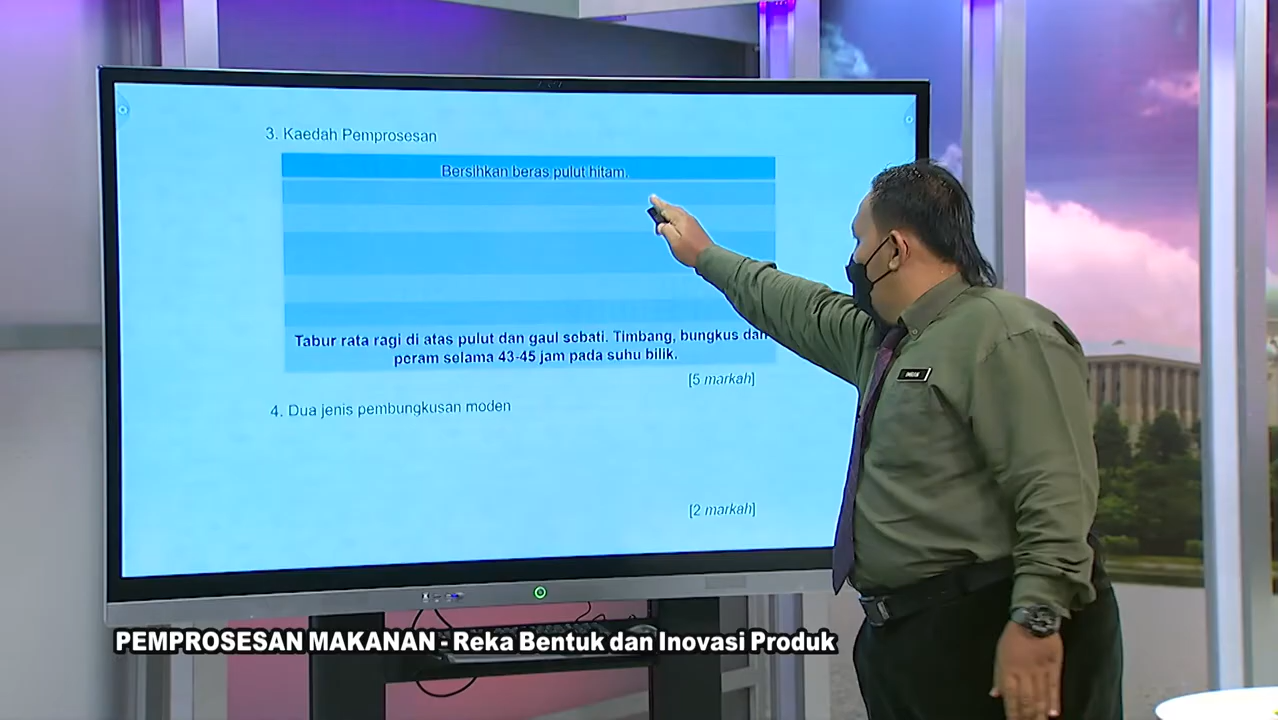 3. Kaedah Pemprosesan
Bersihkan beras pulut hitam.
Tabur rata ragi di atas pulut dan gaul sebati. Timbang, bungkus dan
peram selama 43-45 jam pada suhu bilik.
[5 markah]
4. Dua jenis pembungkusan moden
[2 markah]
PEMPROSESAN MAKANAN - Reka Bentuk dan Inovasi Produk